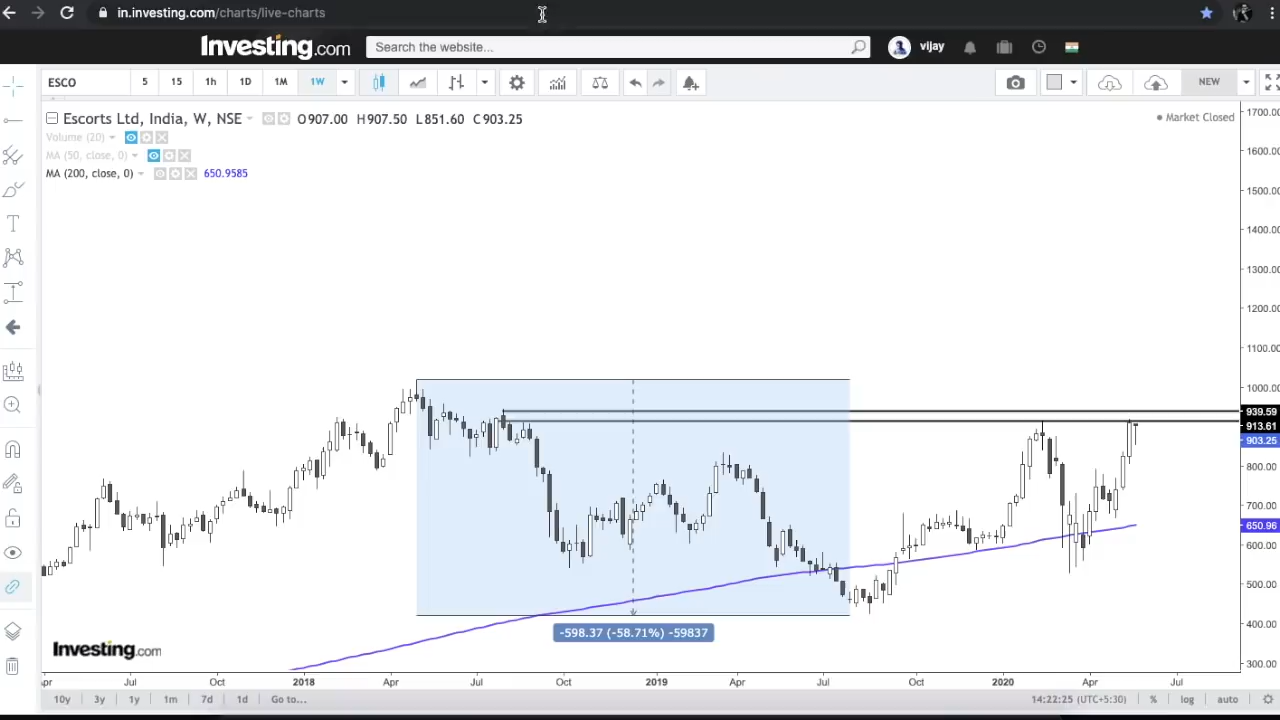 in.investing.com/charts/live-charts
Investing.com
Search the website...
vijay
ESCO
5 15 1h 1D 1M 1W
NEW
Escorts Ltd, India, W, NSE O907.00 H907.50 L851.60 C903.25
Market Closed
Volume (20)
MA (50, close, 0)
MA (200, close, 0) 650.9585
1700.00
1600.00
1500.00
1400.00
1300.00
1200.00
1100.00
1000.00
939.59
913.61
903.25
800.00
700.00
650.96
600.00
500.00
400.00
300.00
-598.37 (-58.71%) -59837
Investing.com
Jul Oct 2018 Apr Jul Oct 2019 Apr Jul Oct 2020 Apr Jul
10y 3y 1y 1m 7d 1d Go to... 14:22:25 (UTC+5:30) % log auto